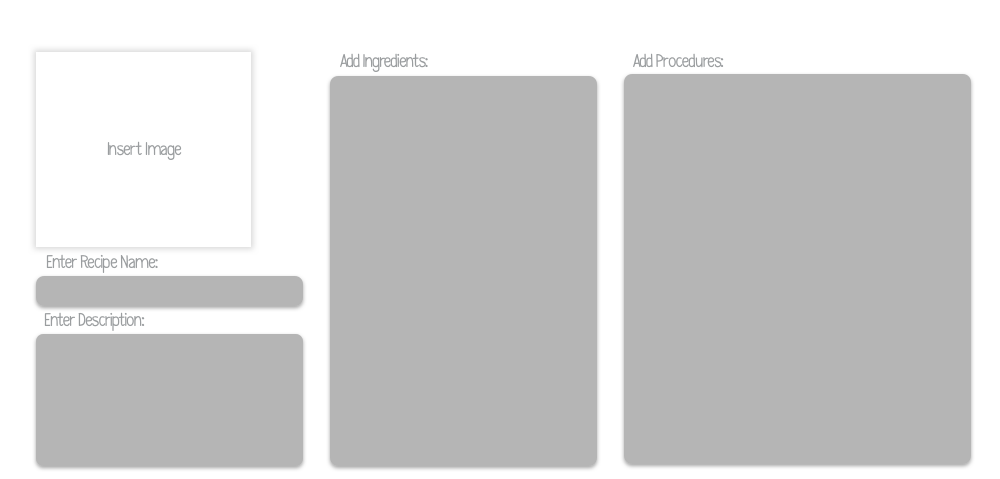 Insert Image
Enter Recipe Name:
Enter Description:
Add Ingredients:
Add Procedures: